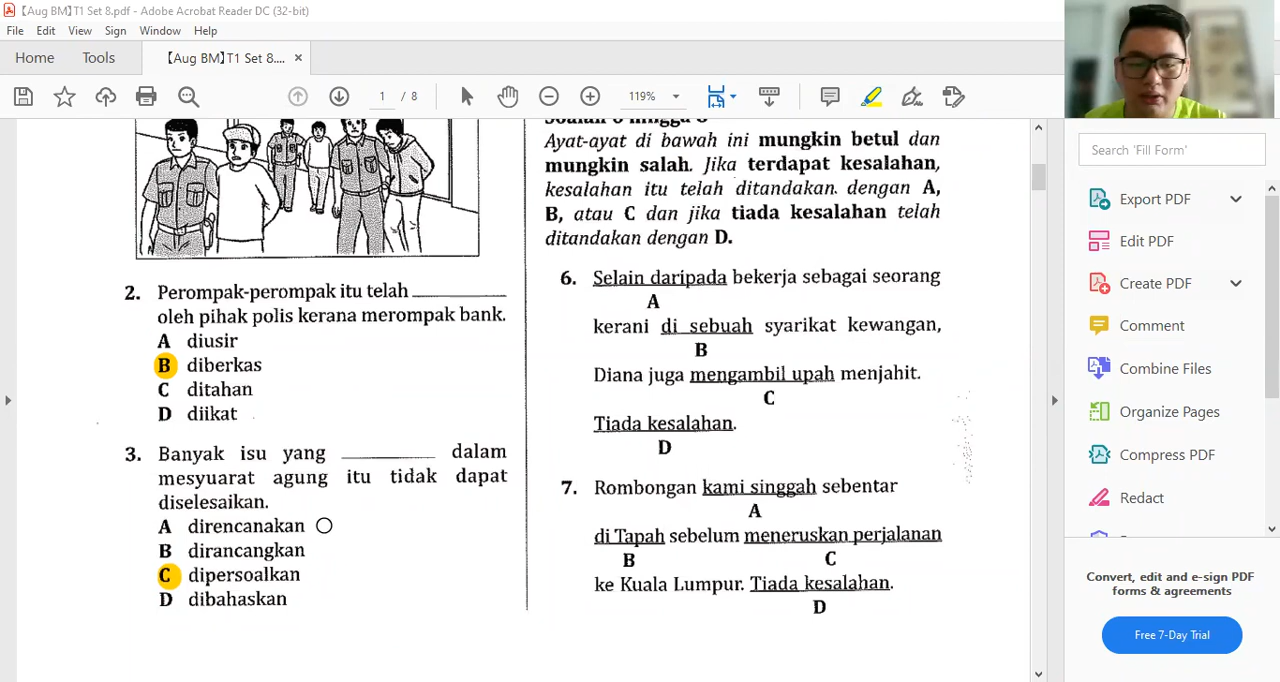 【Aug BM】T1 Set 8.pdf - Adobe Acrobat Reader DC (32-bit)
File Edit View Sign Window Help
Home Tools 【Aug BM】T1 Set 8.... ×
1 / 8 119%
Ayat-ayat di bawah ini mungkin betul dan
mungkin salah. Jika terdapat kesalahan,
kesalahan itu telah ditandakan dengan A,
B, atau C dan jika tiada kesalahan telah
ditandakan dengan D.
2. Perompak-perompak itu telah ________
oleh pihak polis kerana merompak bank.
A diusir
B diberkas
C ditahan
D diikat
3. Banyak isu yang ________ dalam
mesyuarat agung itu tidak dapat
diselesaikan.
A direncanakan
B dirancangkan
C dipersoalkan
D dibahaskan
6. Selain daripada bekerja sebagai seorang
A
kerani di sebuah syarikat kewangan,
B
Diana juga mengambil upah menjahit.
C
Tiada kesalahan.
D
7. Rombongan kami singgah sebentar
A
di Tapah sebelum meneruskan perjalanan
B C
ke Kuala Lumpur. Tiada kesalahan.
D
Search 'Fill Form'
Export PDF
Edit PDF
Create PDF
Comment
Combine Files
Organize Pages
Compress PDF
Redact
Convert, edit and e-sign PDF
forms & agreements
Free 7-Day Trial